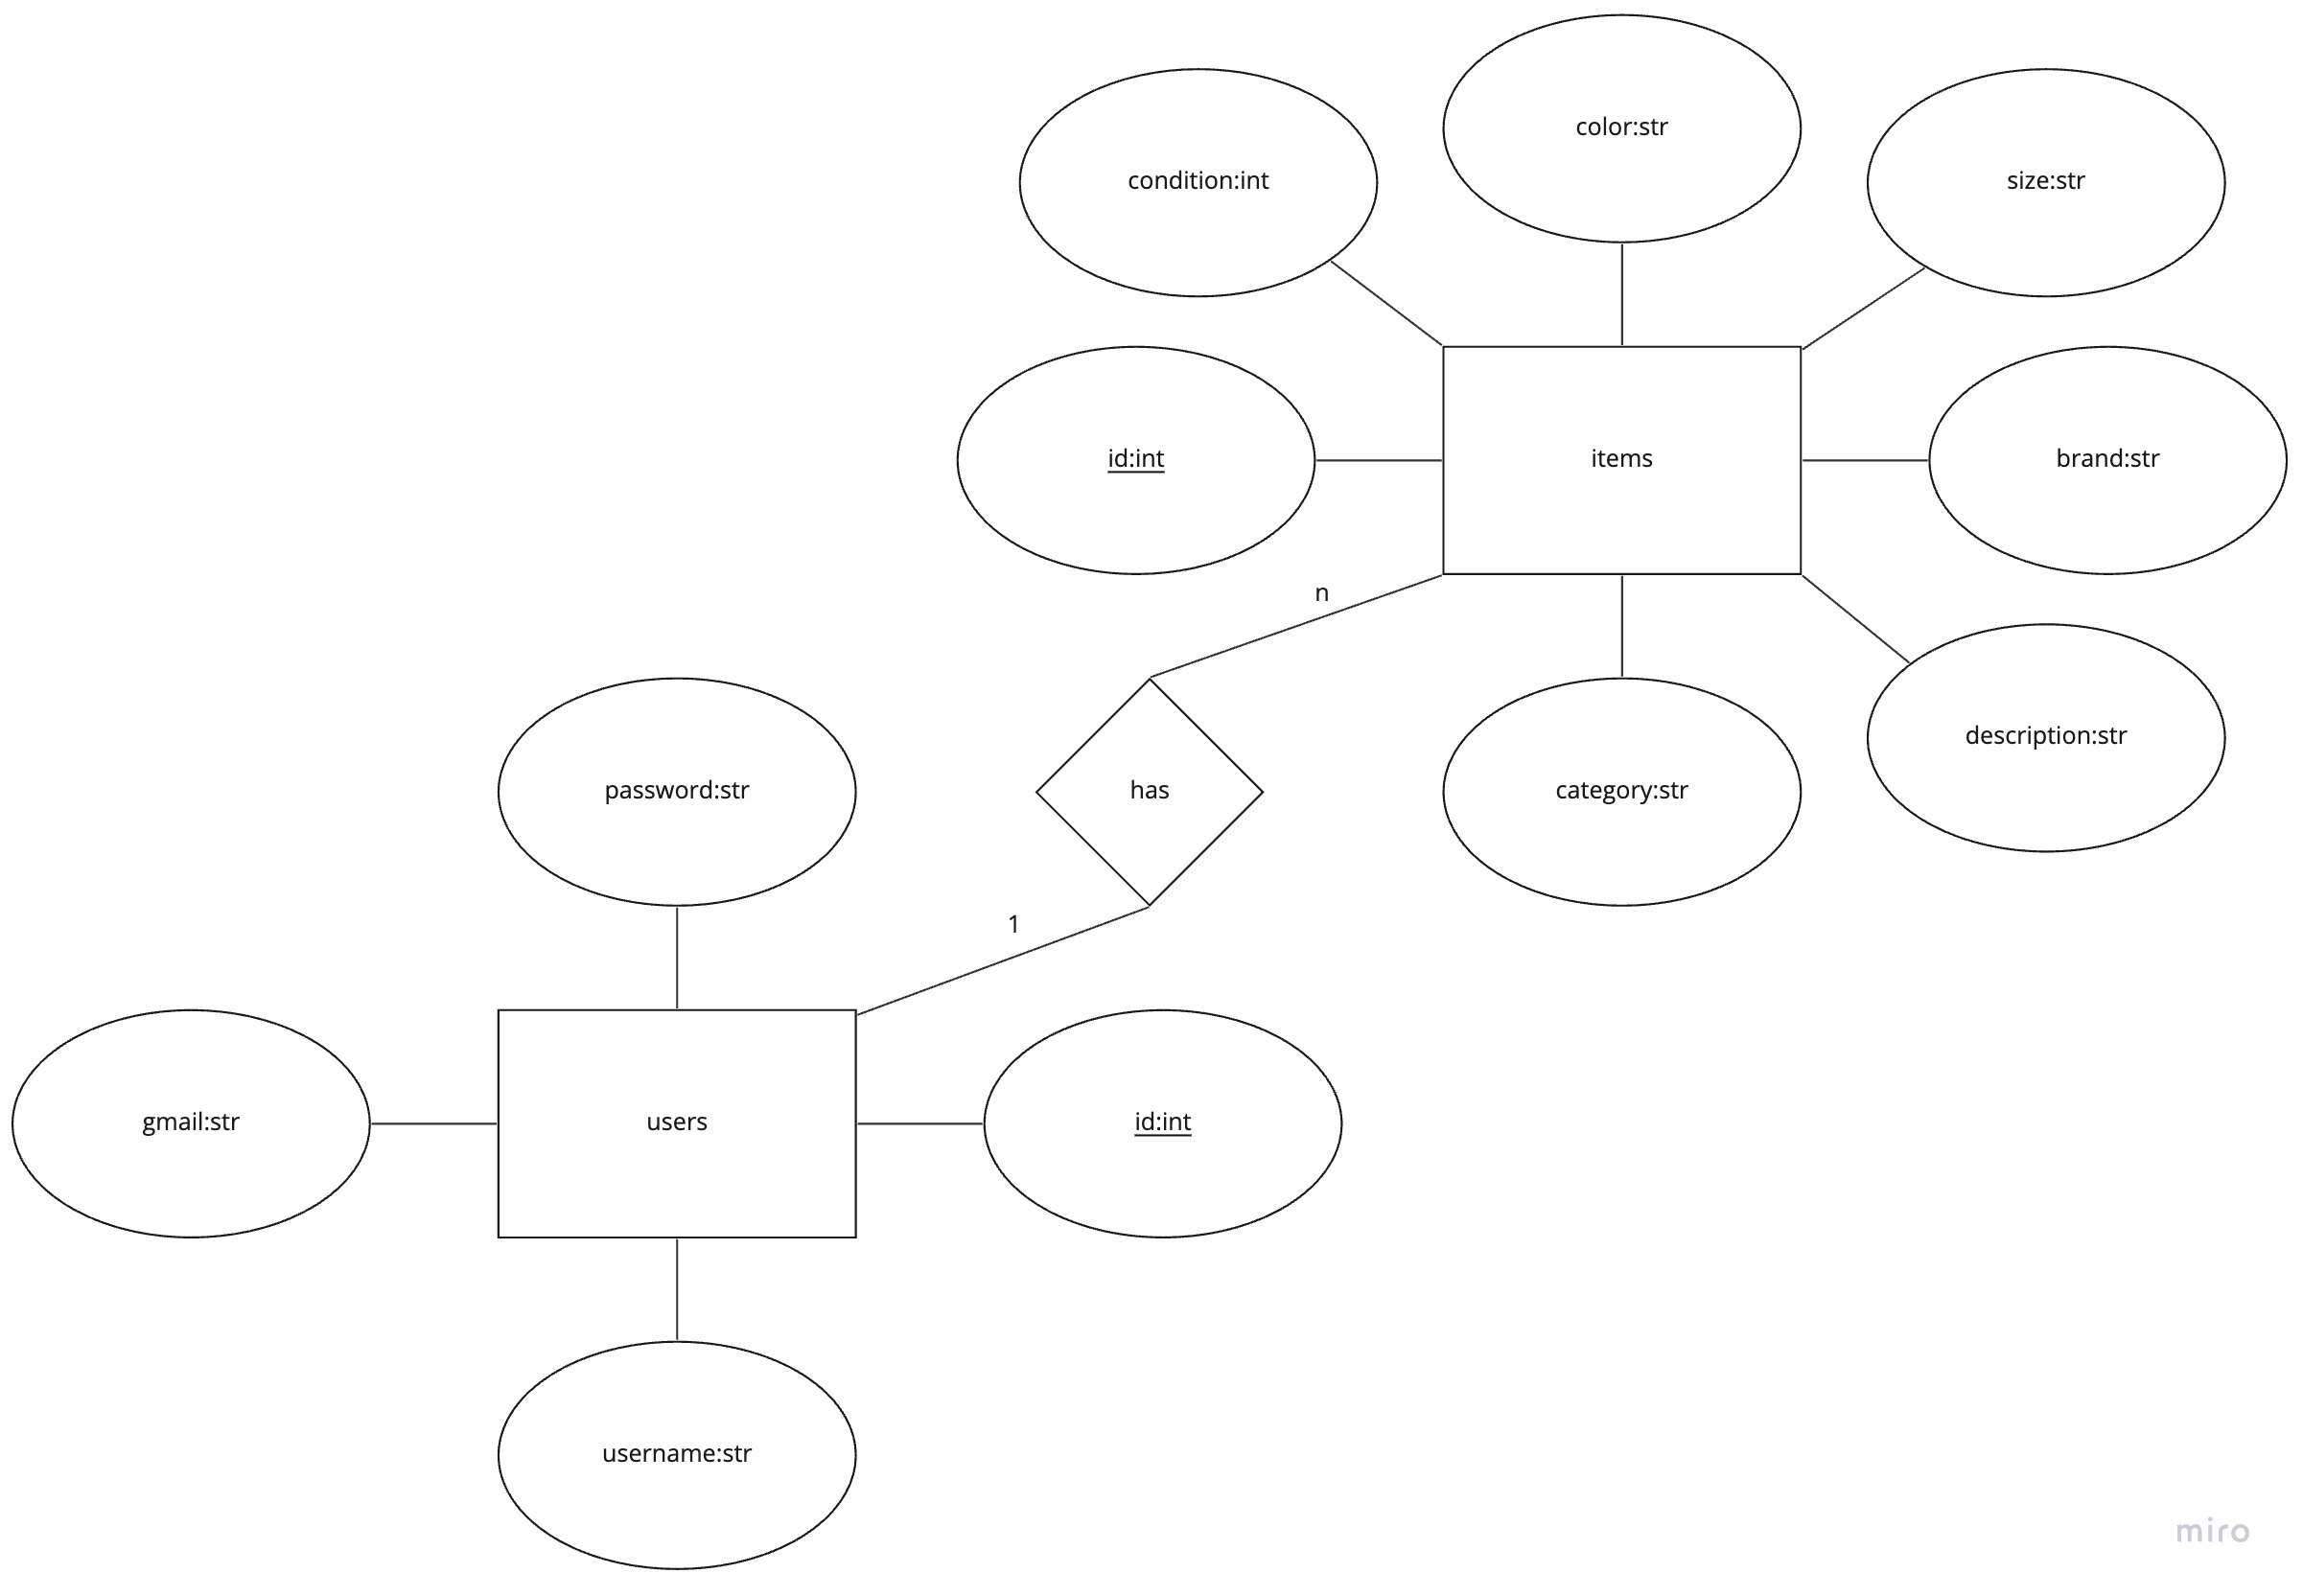 color:str
condition:int
size:str
id:int
items
brand:str
n
description:str
password:str
has
category:str
1
gmail:str
users
id:int
username:str
miro